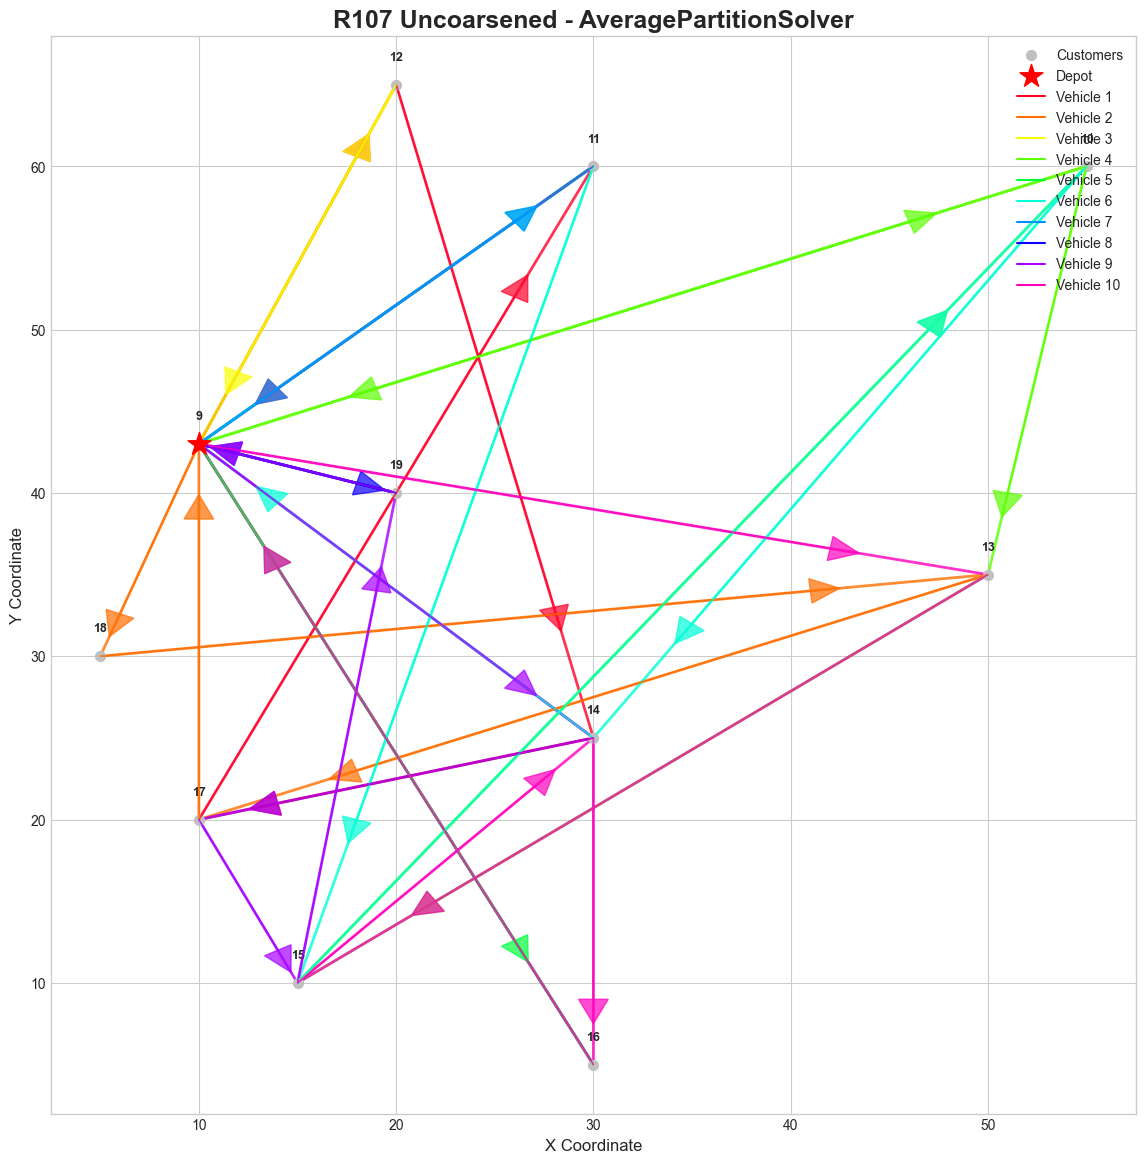 R107 Uncoarsened - AveragePartitionSolver
Customers
Depot
Vehicle 1
Vehicle 2
Vehicle 3
Vehicle 4
Vehicle 5
Vehicle 6
Vehicle 7
Vehicle 8
Vehicle 9
Vehicle 10
12
11
10
9
19
13
18
14
17
15
16
60
50
40
30
20
10
Y Coordinate
10
20
30
40
50
X Coordinate